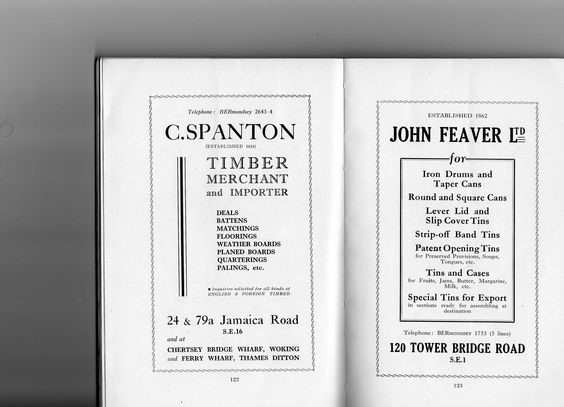 Telephone : BERmondsey 2643-4
C. SPANTON
(ESTABLISHED 1834)
TIMBER
MERCHANT
and IMPORTER
DEALS
BATTENS
MATCHINGS
FLOORINGS
WEATHER BOARDS
PLANED BOARDS
QUARTERINGS
PALINGS, etc.
Inquiries solicited for all kinds of
ENGLISH & FOREIGN TIMBER
24 & 79a Jamaica Road
S.E.16
and at
CHERTSEY BRIDGE WHARF, WOKING
and FERRY WHARF, THAMES DITTON
122
ESTABLISHED 1862
JOHN FEAVER LTD
for
Iron Drums and
Taper Cans
Round and Square Cans
Lever Lid and
Slip Cover Tins
Strip-off Band Tins
Patent Opening Tins
for Preserved Provisions, Soups,
Tongues, etc.
Tins and Cases
for Fruits, Jams, Butter, Margarine,
Milk, etc.
Special Tins for Export
in sections ready for assembling at
destination
Telephone : BERMONDSEY 1753 (5 lines)
120 TOWER BRIDGE ROAD
S.E.1
123